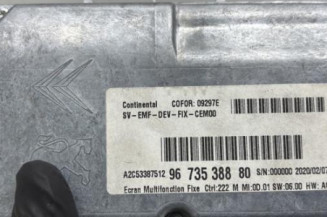 Continental COFOR: 09297E
SV-EMF-DEV-FIX-CEM00
A2C53387512 96 735 388 80 S/N:000000 2020/02/07
Ecran Multifonction Fixe Ctrl:222 M MI:00.01 SW:06.00 HW: